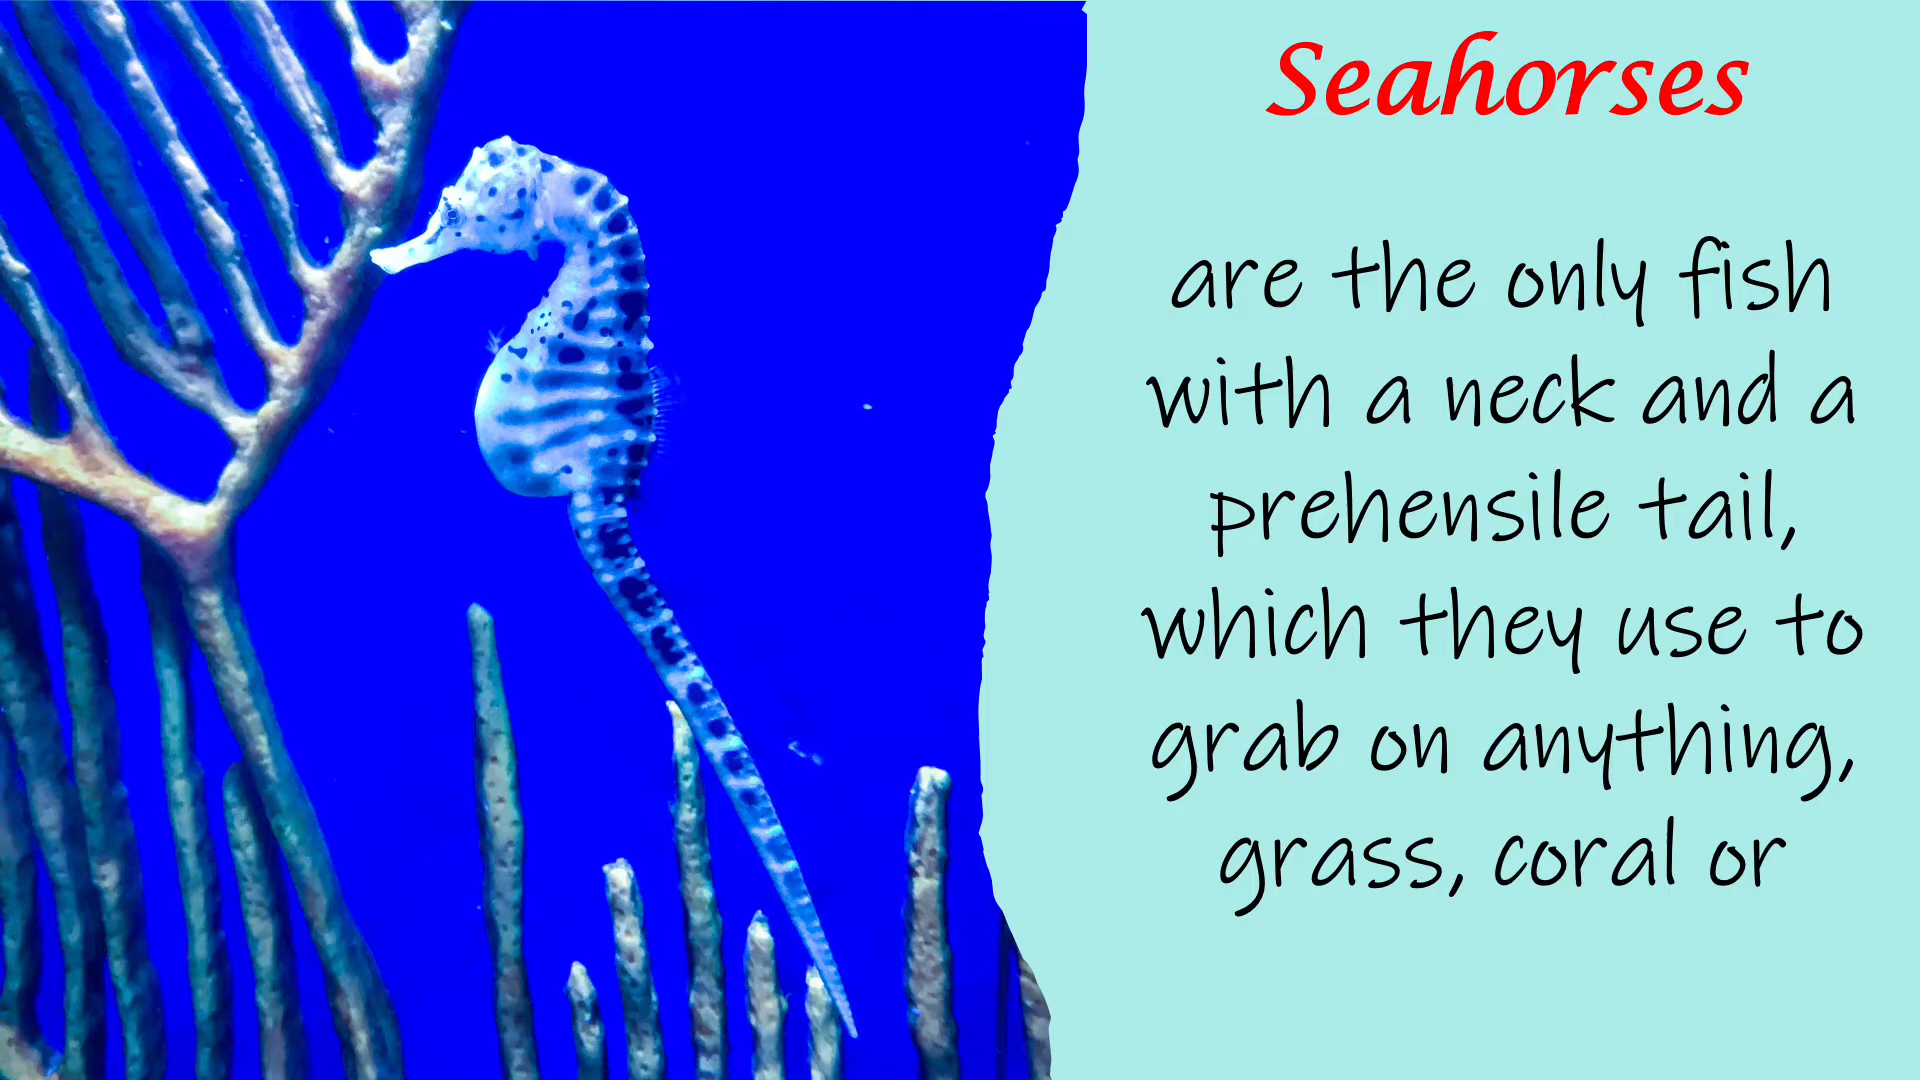 Seahorses
are the only fish
with a neck and a
prehensile tail,
which they use to
grab on anything,
grass, coral or